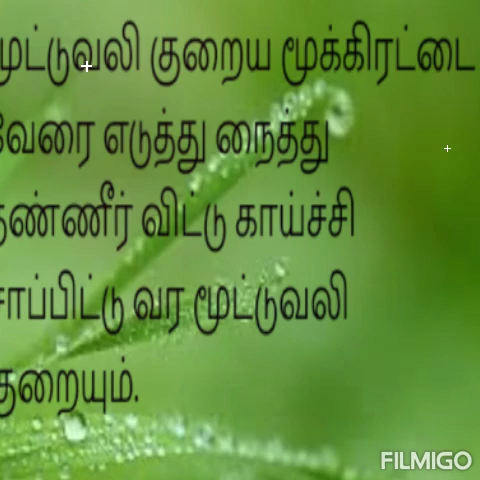 மூட்டுவலி குறைய மூக்கிரட்டை
வேரை எடுத்து நைத்து
தண்ணீர் விட்டு காய்ச்சி
சாப்பிட்டு வர மூட்டுவலி
குறையும்.
FILMIGO